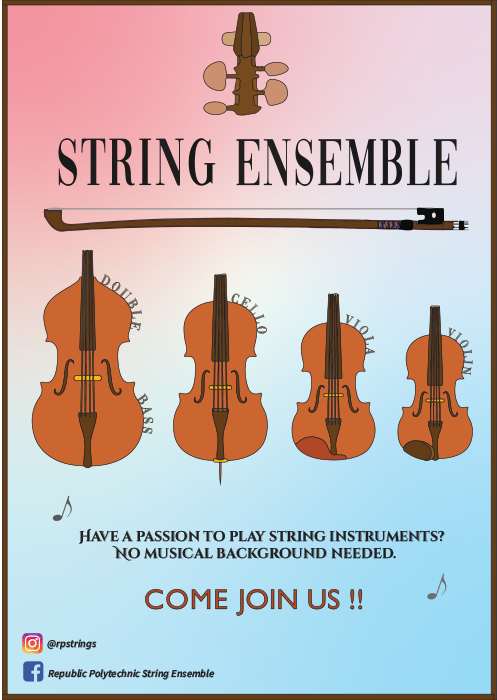 STRING ENSEMBLE
DOUBLE BASS
CELLO
VIOLA
VIOLIN
HAVE A PASSION TO PLAY STRING INSTRUMENTS?
NO MUSICAL BACKGROUND NEEDED.
COME JOIN US !!
@rpstrings
Republic Polytechnic String Ensemble